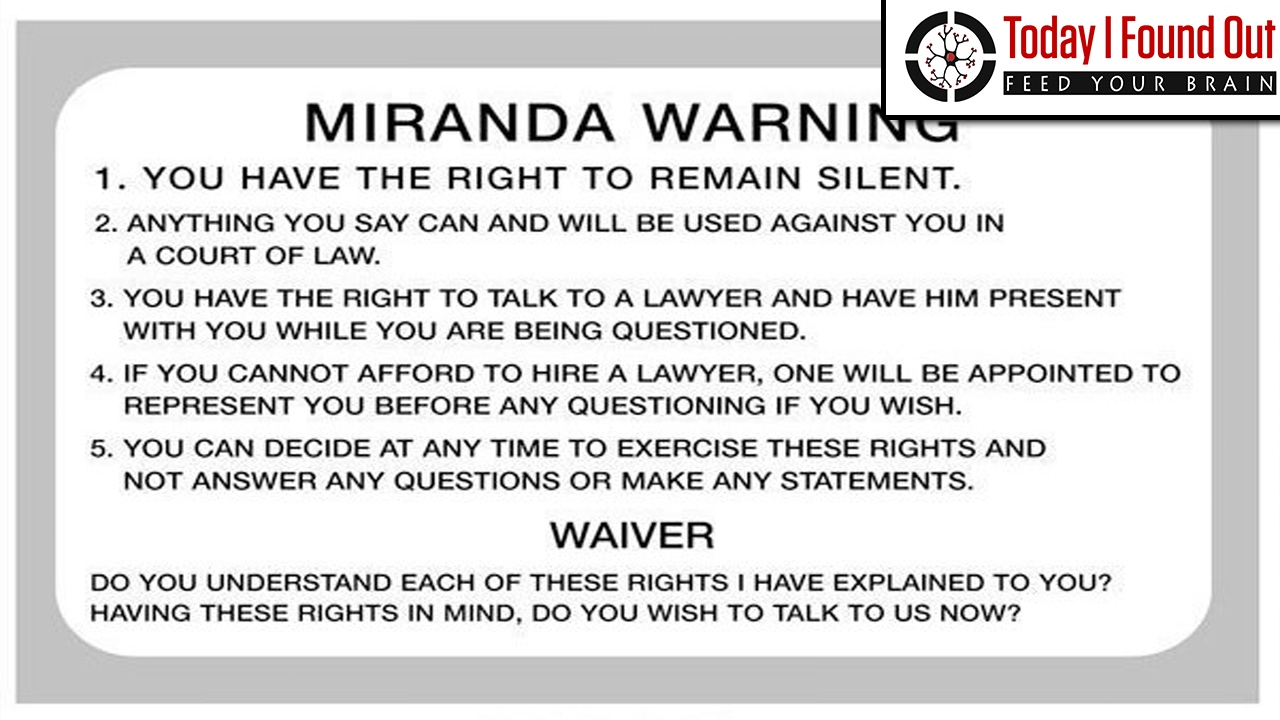 Today I Found Out
FEED YOUR BRAIN
MIRANDA WARNING
1. YOU HAVE THE RIGHT TO REMAIN SILENT.
2. ANYTHING YOU SAY CAN AND WILL BE USED AGAINST YOU IN
A COURT OF LAW.
3. YOU HAVE THE RIGHT TO TALK TO A LAWYER AND HAVE HIM PRESENT
WITH YOU WHILE YOU ARE BEING QUESTIONED.
4. IF YOU CANNOT AFFORD TO HIRE A LAWYER, ONE WILL BE APPOINTED TO
REPRESENT YOU BEFORE ANY QUESTIONING IF YOU WISH.
5. YOU CAN DECIDE AT ANY TIME TO EXERCISE THESE RIGHTS AND
NOT ANSWER ANY QUESTIONS OR MAKE ANY STATEMENTS.
WAIVER
DO YOU UNDERSTAND EACH OF THESE RIGHTS I HAVE EXPLAINED TO YOU?
HAVING THESE RIGHTS IN MIND, DO YOU WISH TO TALK TO US NOW?